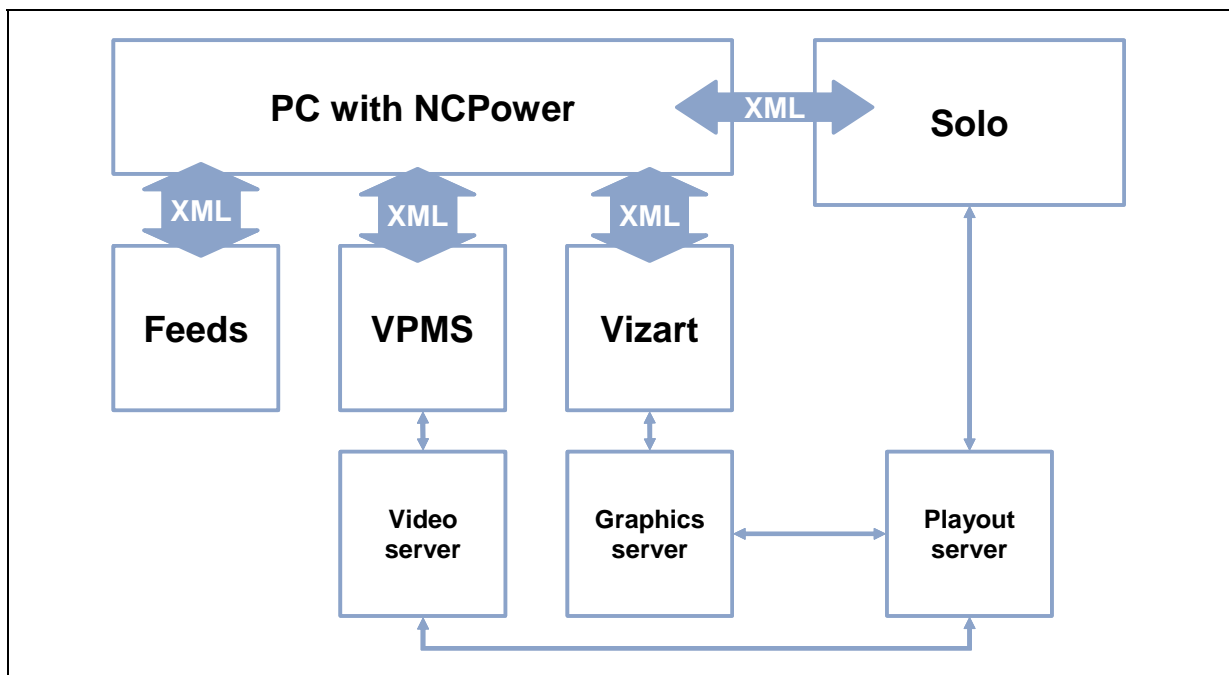 PC with NCPower
XML
Solo
XML
XML
XML
Feeds
VPMS
Vizart
Video
server
Graphics
server
Playout
server